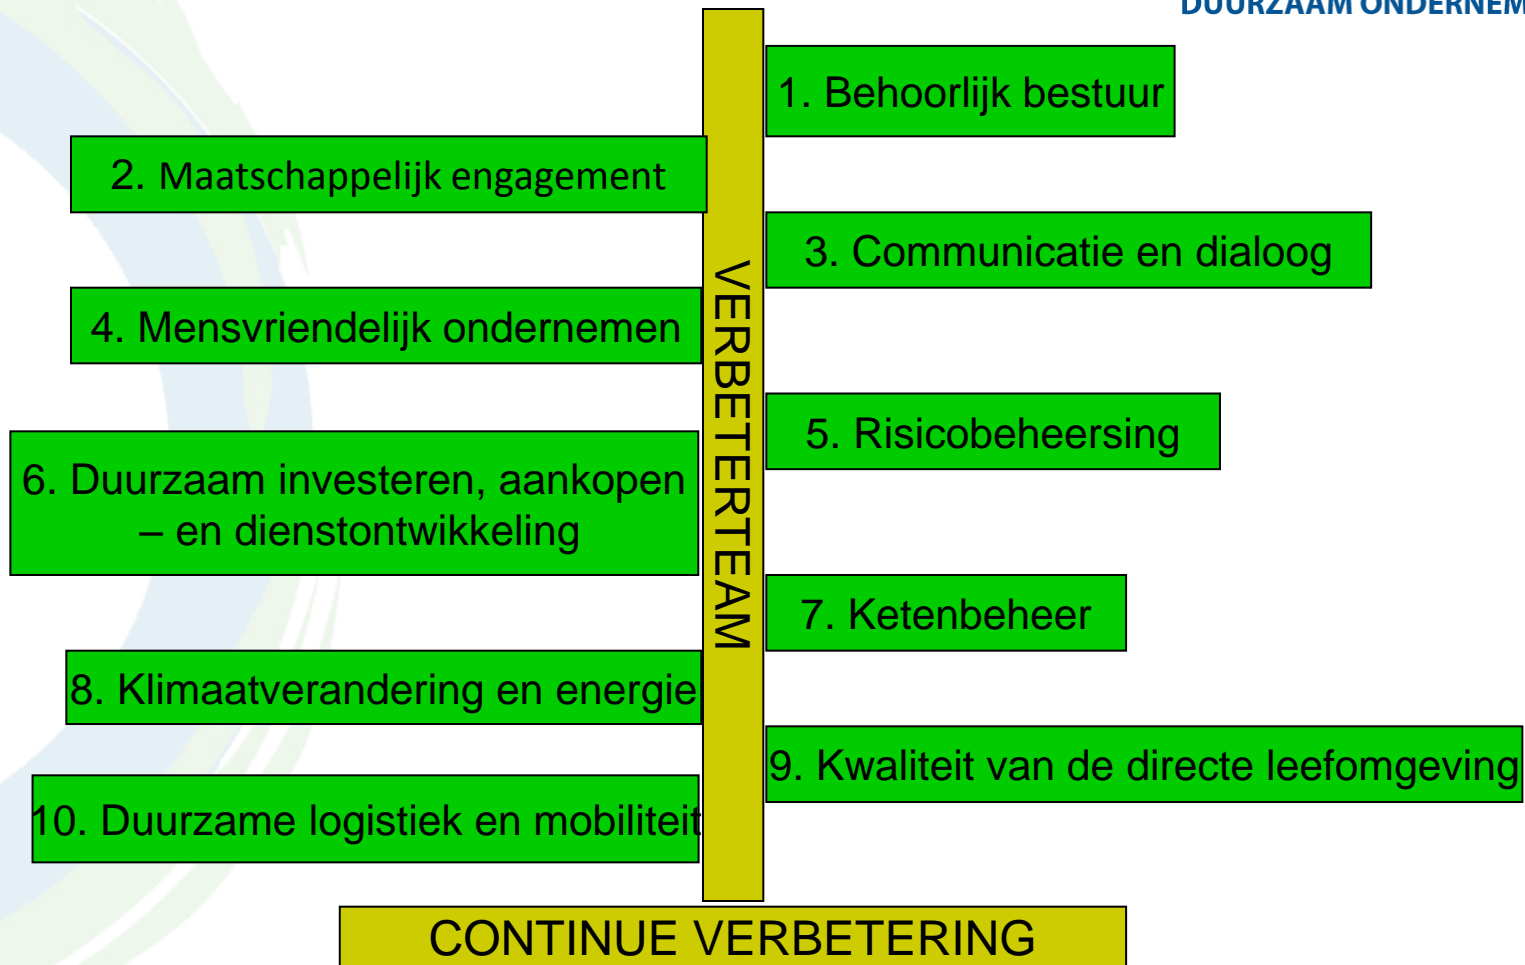 DUURZAAM ONDERNEM
1. Behoorlijk bestuur
2. Maatschappelijk engagement
3. Communicatie en dialoog
4. Mensvriendelijk ondernemen
5. Risicobeheersing
6. Duurzaam investeren, aankopen
– en dienstontwikkeling
7. Ketenbeheer
8. Klimaatverandering en energie
9. Kwaliteit van de directe leefomgeving
10. Duurzame logistiek en mobiliteit
VERBETERTEAM
CONTINUE VERBETERING